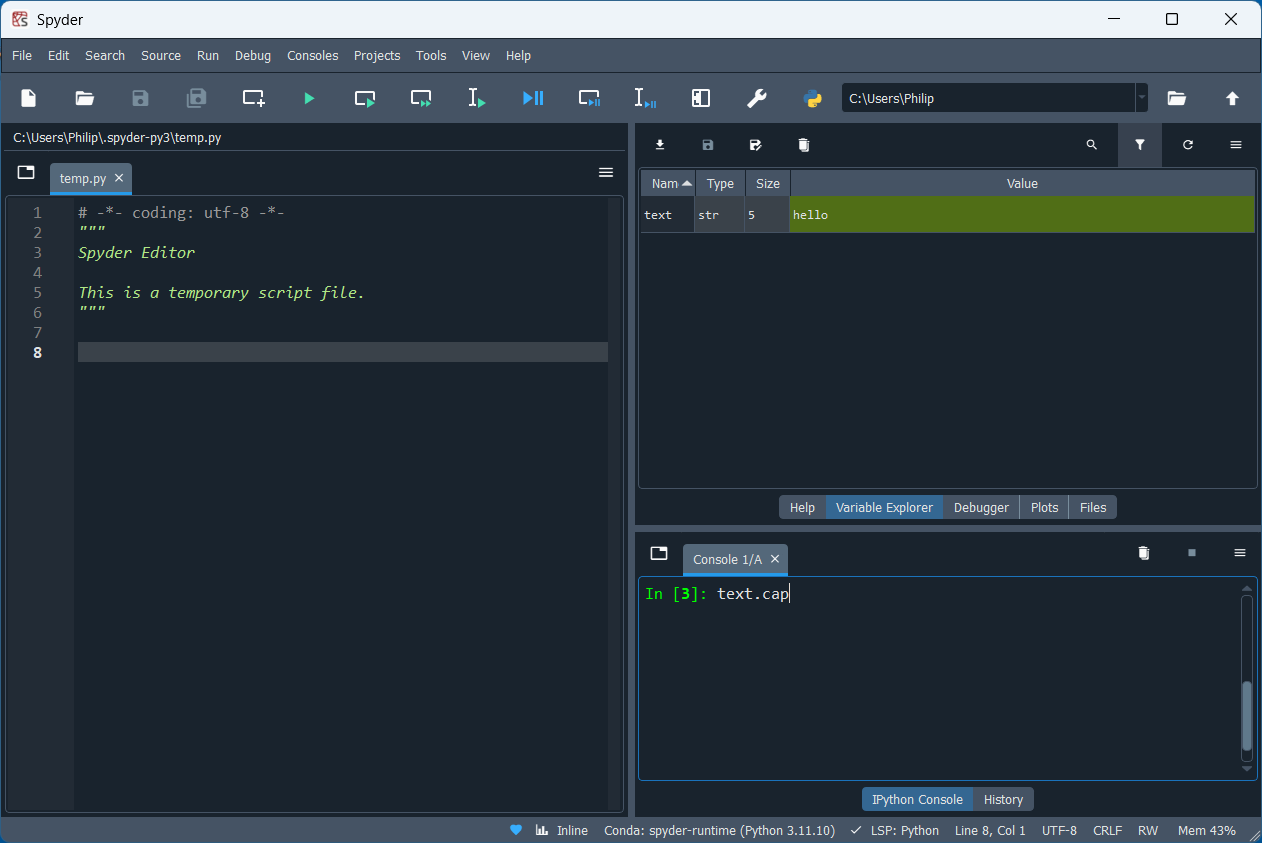 Spyder
File Edit Search Source Run Debug Consoles Projects Tools View Help
C:\Users\Philip
C:\Users\Philip\.spyder-py3\temp.py
temp.py
1 # -*- coding: utf-8 -*-
2 """
3 Spyder Editor
4
5 This is a temporary script file.
6 """
7
8
Nam Type Size Value
text str 5 hello
Help Variable Explorer Debugger Plots Files
Console 1/A
In [3]: text.cap
IPython Console History
Inline Conda: spyder-runtime (Python 3.11.10) LSP: Python Line 8, Col 1 UTF-8 CRLF RW Mem 43%